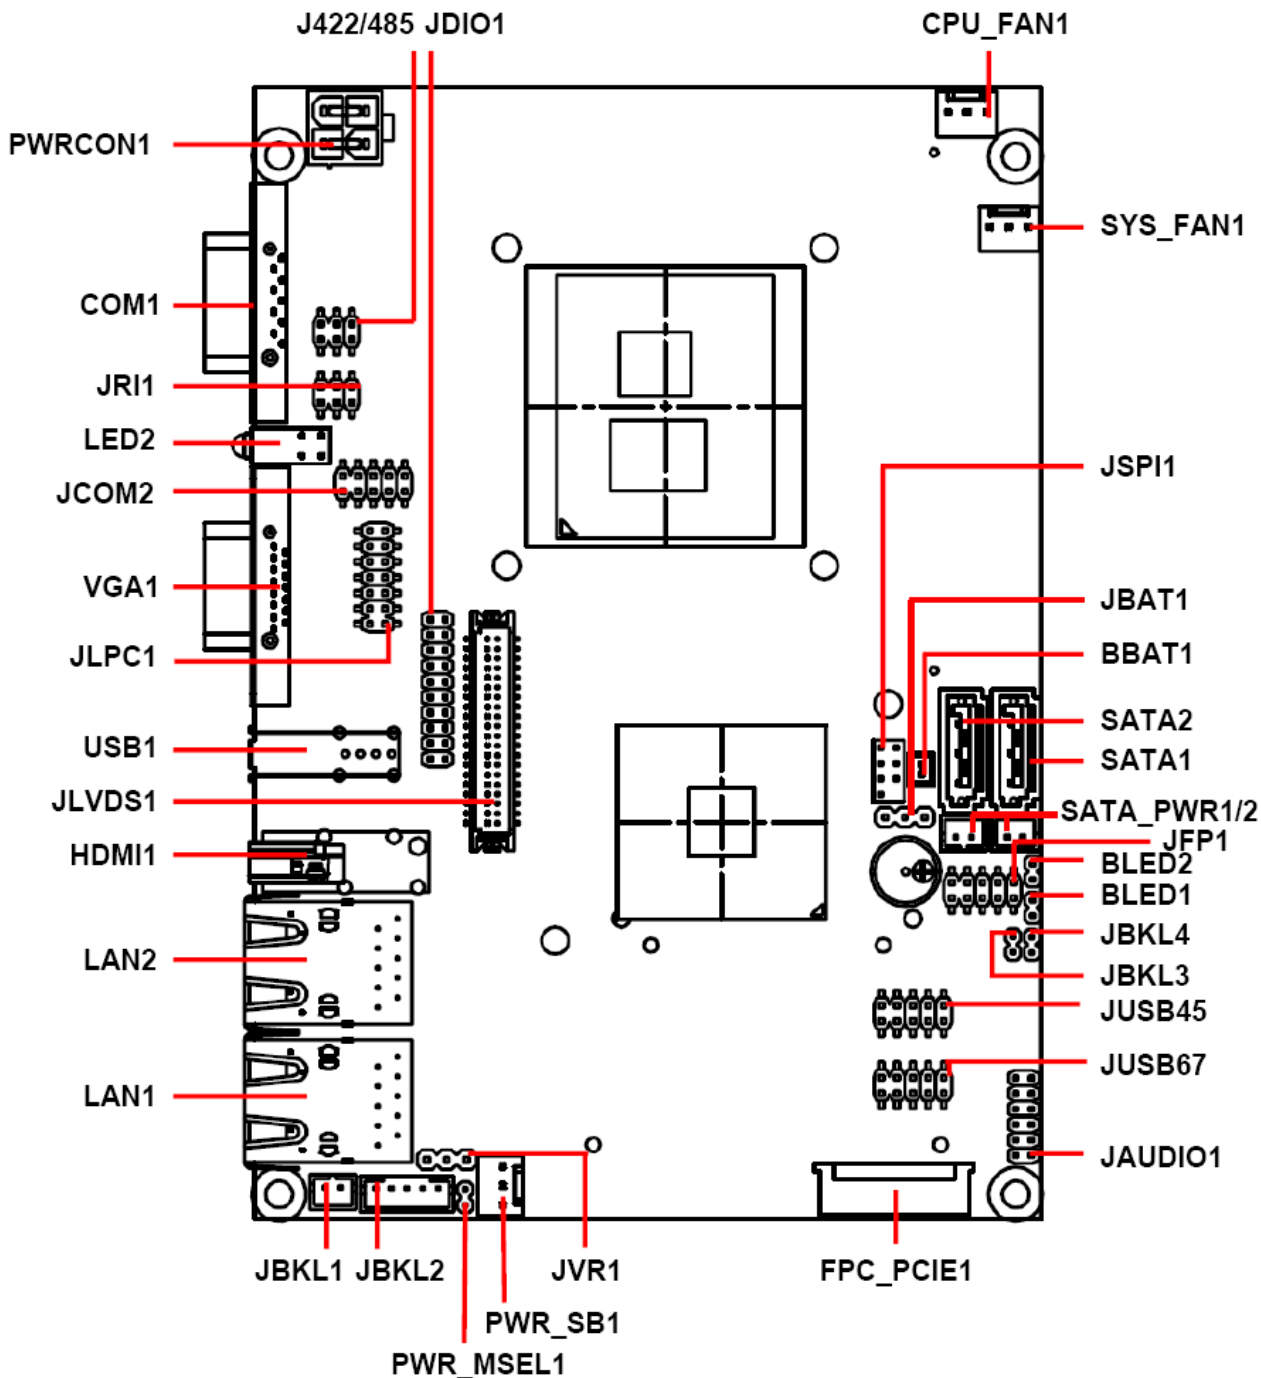 J422/485 JDIO1
CPU_FAN1
PWRCON1
SYS_FAN1
COM1
JRI1
LED2
JCOM2
JSPI1
VGA1
JBAT1
JLPC1
BBAT1
SATA2
USB1
SATA1
JLVDS1
SATA_PWR1/2
JFP1
HDMI1
BLED2
BLED1
JBKL4
LAN2
JBKL3
JUSB45
JUSB67
LAN1
JAUDIO1
JBKL1 JBKL2
JVR1
FPC_PCIE1
PWR_SB1
PWR_MSEL1